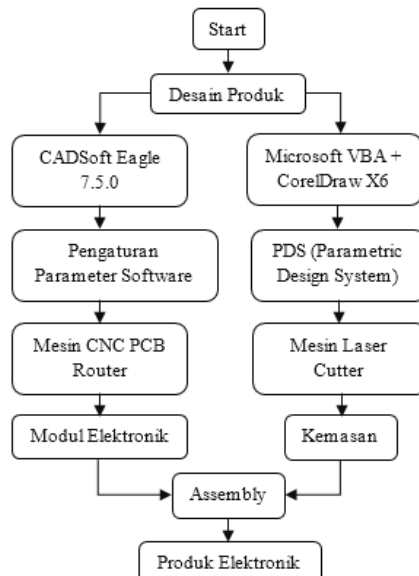 Start
Desain Produk
CADSoft Eagle
7.5.0
Microsoft VBA +
CorelDraw X6
Pengaturan
Parameter Software
PDS (Parametric
Design System)
Mesin CNC PCB
Router
Mesin Laser
Cutter
Modul Elektronik
Kemasan
Assembly
Produk Elektronik